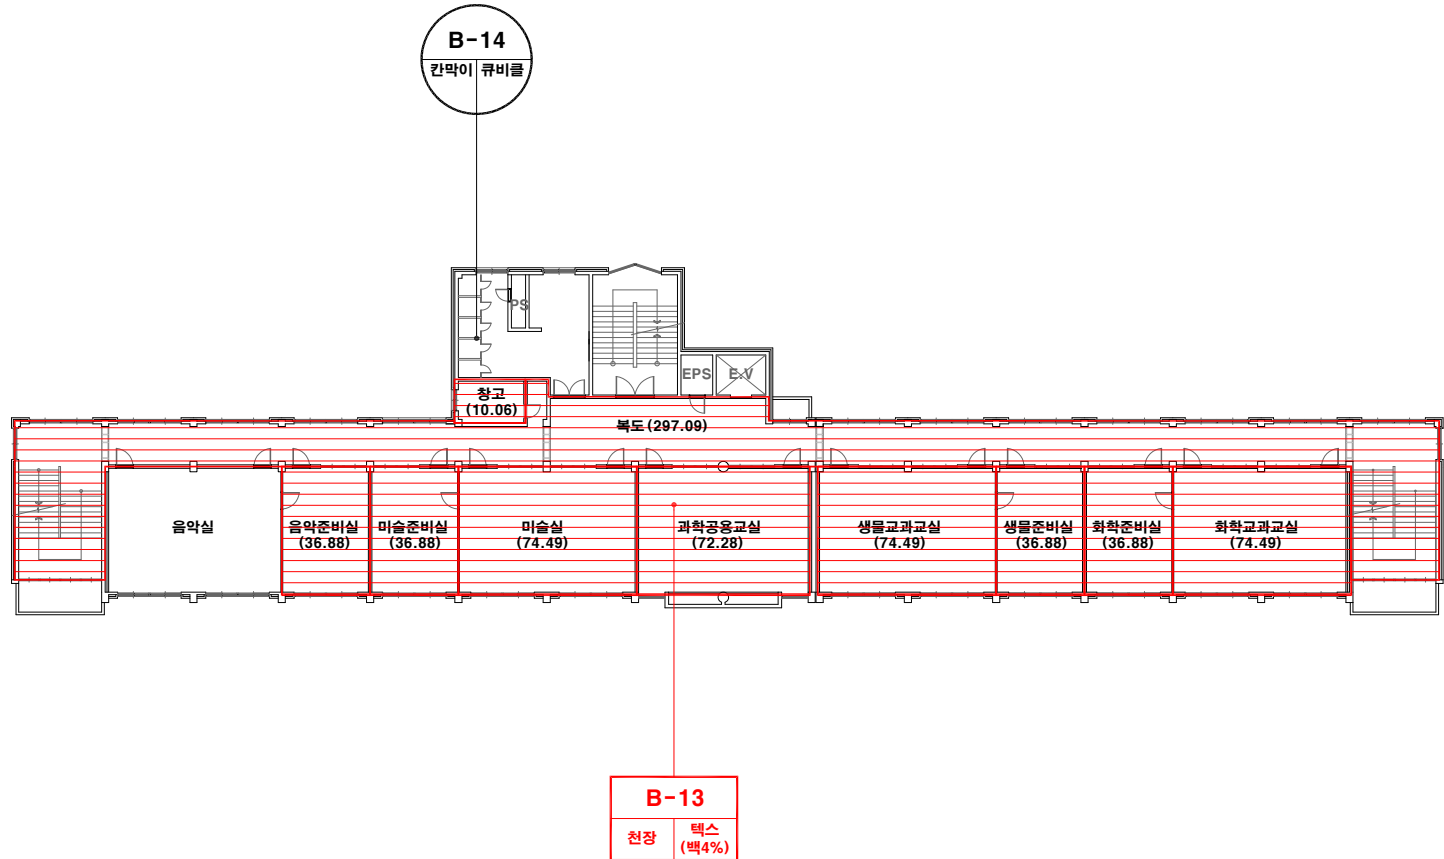 B-14
칸막이 큐비클
PS
EPS
E.V
창고
(10.06)
복도(297.09)
음악실
음악준비실
(36.88)
미술준비실
(36.88)
미술실
(74.49)
과학공용교실
(72.28)
생물교과교실
(74.49)
생물준비실
(36.88)
화학준비실
(36.88)
화학교과교실
(74.49)
B-13
천장
텍스
(백4%)